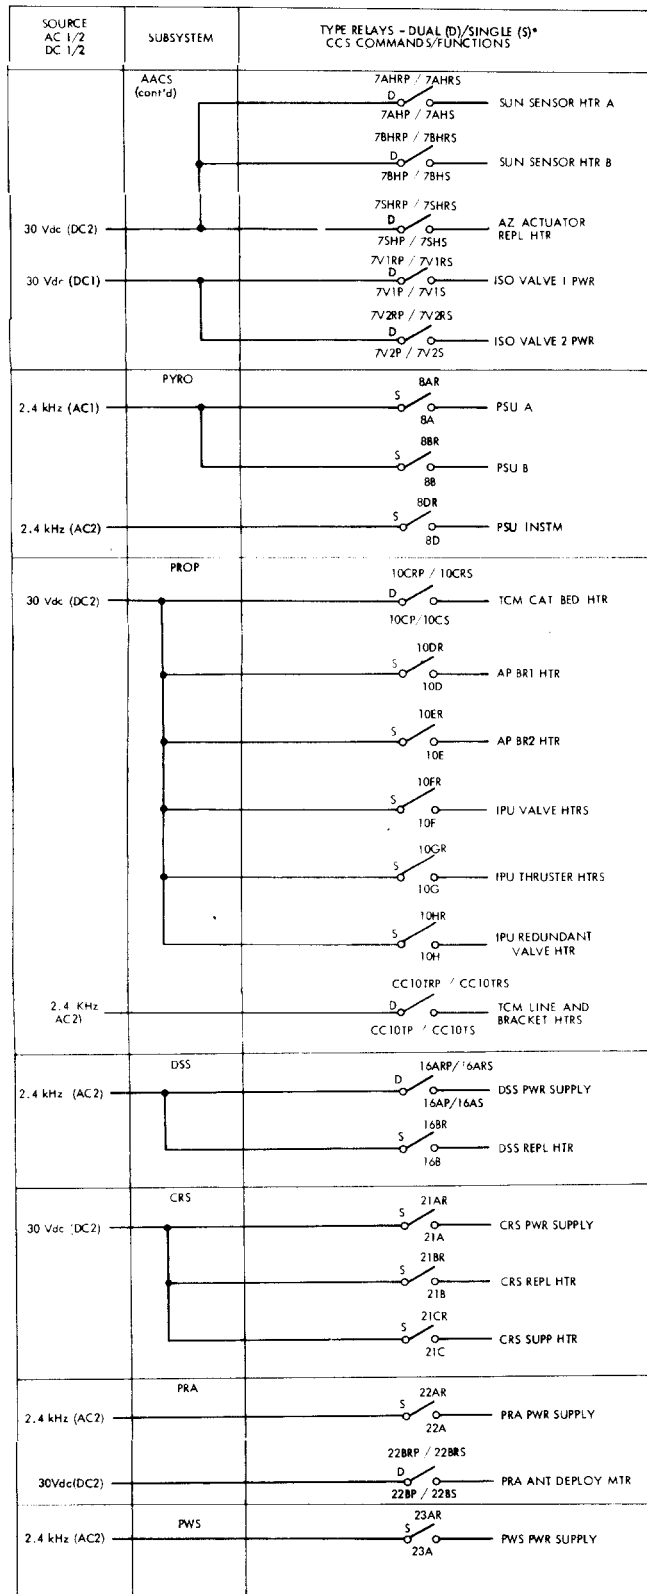 SOURCE
AC 1/2
DC 1/2
SUBSYSTEM
TYPE RELAYS - DUAL (D)/SINGLE (S)*
CCS COMMANDS/FUNCTIONS
AACS
(cont'd)
7AHRP / 7AHRS
D
7AHP / 7AHS
SUN SENSOR HTR A
7BHRP / 7BHRS
D
7BHP / 7BHS
SUN SENSOR HTR B
30 Vdc (DC2)
7SHRP / 7SHRS
D
7SHP / 7SHS
AZ ACTUATOR
REPL HTR
30 Vdc (DC1)
7V1RP / 7V1RS
D
7V1P / 7V1S
ISO VALVE 1 PWR
7V2RP / 7V2RS
D
7V2P / 7V2S
ISO VALVE 2 PWR
PYRO
2.4 kHz (AC1)
8AR
S
8A
PSU A
8BR
S
8B
PSU B
2.4 kHz (AC2)
8DR
S
8D
PSU INSTM
PROP
30 Vdc (DC2)
10CRP / 10CRS
D
10CP/10CS
TCM CAT BED HTR
10DR
S
10D
AP BR1 HTR
10ER
S
10E
AP BR2 HTR
10FR
S
10F
IPU VALVE HTRS
10GR
S
10G
IPU THRUSTER HTRS
10HR
S
10H
IPU REDUNDANT
VALVE HTR
2.4 KHz
AC2)
CC10TRP / CC10TRS
D
CC10TP / CC10TS
TCM LINE AND
BRACKET HTRS
DSS
2.4 kHz (AC2)
16ARP/16ARS
D
16AP/16AS
DSS PWR SUPPLY
16BR
S
16B
DSS REPL HTR
CRS
30 Vdc (DC2)
21AR
S
21A
CRS PWR SUPPLY
21BR
S
21B
CRS REPL HTR
21CR
S
21C
CRS SUPP HTR
PRA
2.4 kHz (AC2)
22AR
S
22A
PRA PWR SUPPLY
30Vdc(DC2)
22BRP / 22BRS
D
22BP / 22BS
PRA ANT DEPLOY MTR
PWS
2.4 kHz (AC2)
23AR
S
23A
PWS PWR SUPPLY